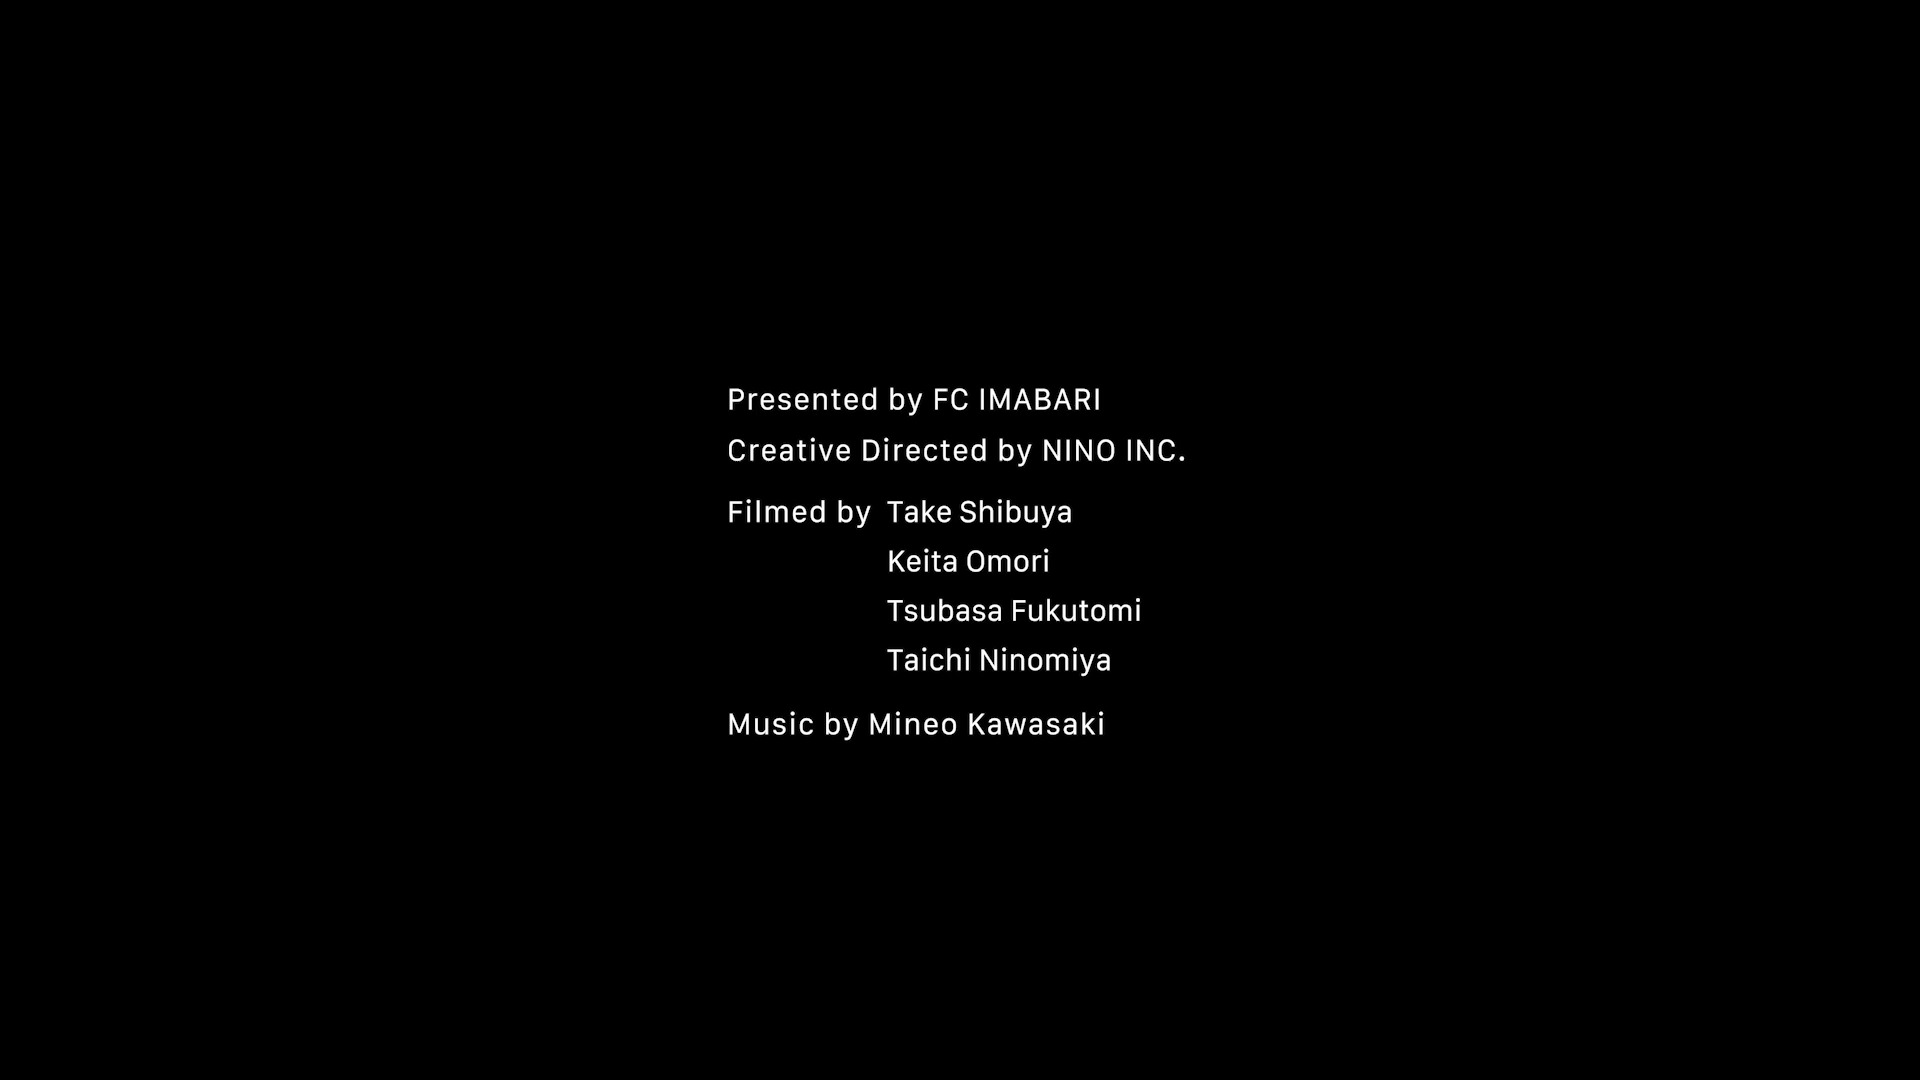 Presented by FC IMABARI
Creative Directed by NINO INC.
Filmed by Take Shibuya
Keita Omori
Tsubasa Fukutomi
Taichi Ninomiya
Music by Mineo Kawasaki